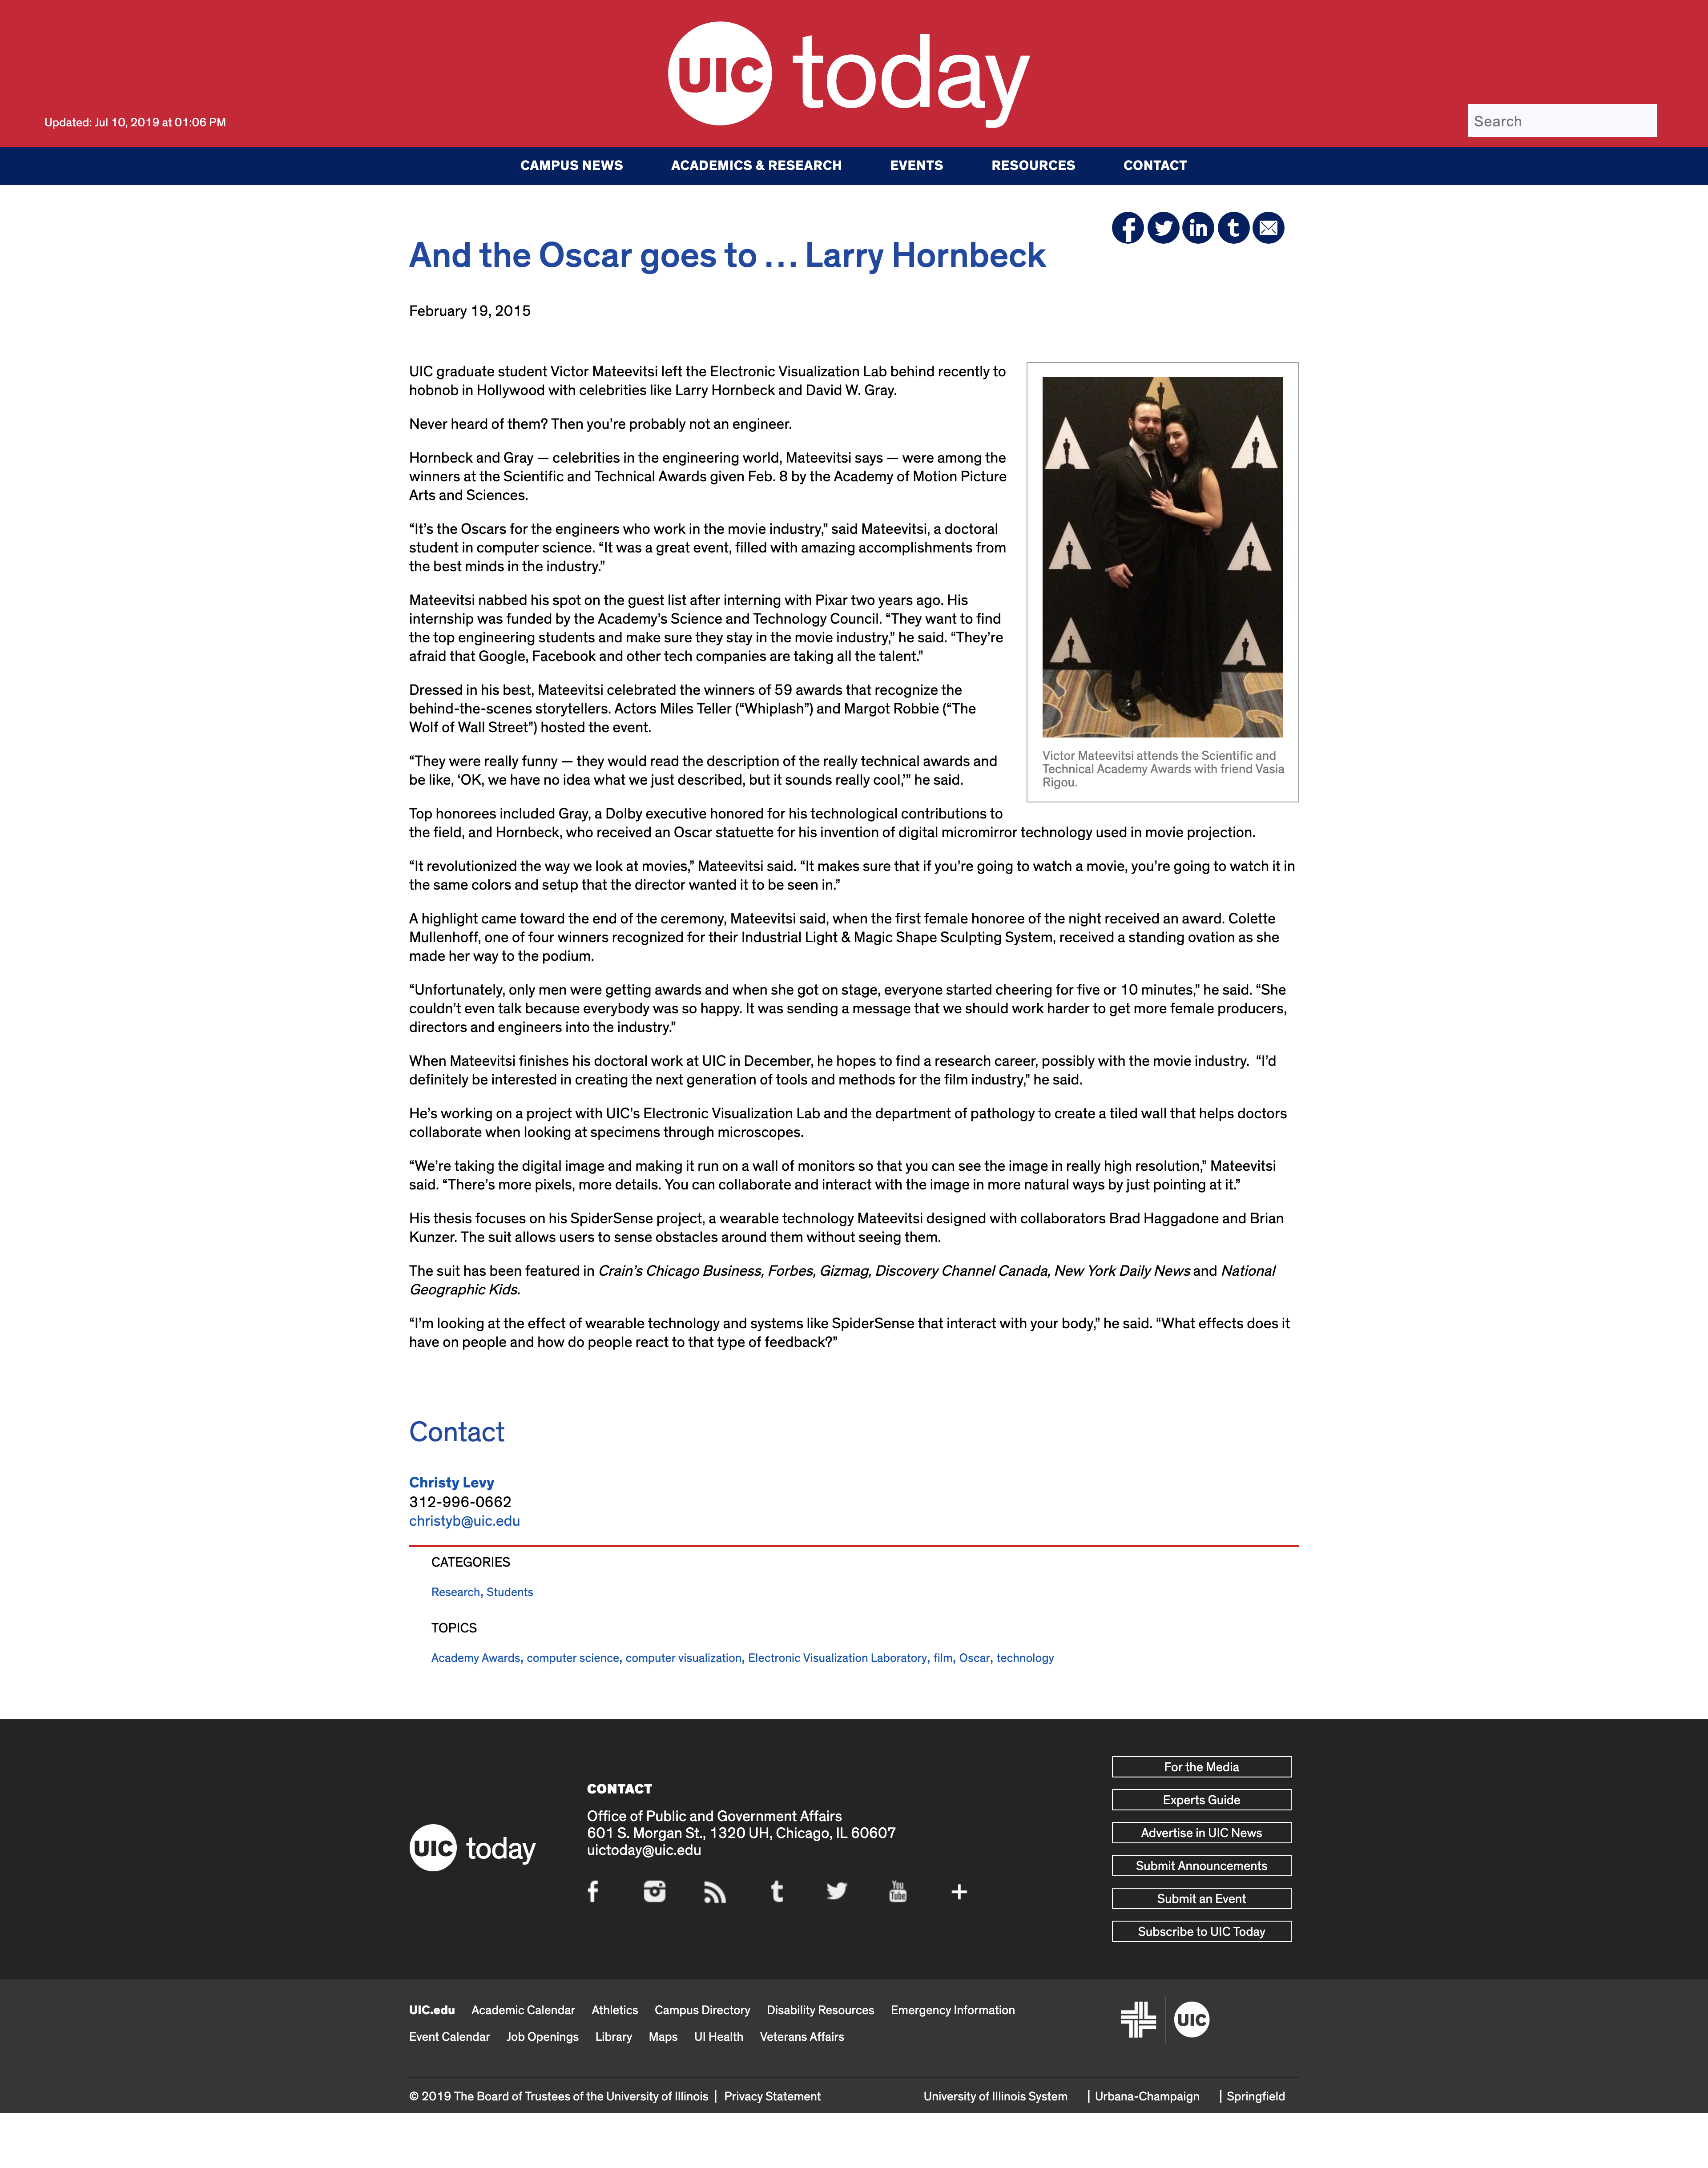 UIC today
Updated: Jul 10, 2019 at 01:06 PM
Search
CAMPUS NEWS ACADEMICS & RESEARCH EVENTS RESOURCES CONTACT
And the Oscar goes to … Larry Hornbeck
February 19, 2015
UIC graduate student Victor Mateevitsi left the Electronic Visualization Lab behind recently to
hobnob in Hollywood with celebrities like Larry Hornbeck and David W. Gray.
Never heard of them? Then you’re probably not an engineer.
Hornbeck and Gray — celebrities in the engineering world, Mateevitsi says — were among the
winners at the Scientific and Technical Awards given Feb. 8 by the Academy of Motion Picture
Arts and Sciences.
“It’s the Oscars for the engineers who work in the movie industry,” said Mateevitsi, a doctoral
student in computer science. “It was a great event, filled with amazing accomplishments from
the best minds in the industry.”
Mateevitsi nabbed his spot on the guest list after interning with Pixar two years ago. His
internship was funded by the Academy’s Science and Technology Council. “They want to find
the top engineering students and make sure they stay in the movie industry,” he said. “They’re
afraid that Google, Facebook and other tech companies are taking all the talent.”
Dressed in his best, Mateevitsi celebrated the winners of 59 awards that recognize the
behind-the-scenes storytellers. Actors Miles Teller (“Whiplash”) and Margot Robbie (“The
Wolf of Wall Street”) hosted the event.
“They were really funny — they would read the description of the really technical awards and
be like, ‘OK, we have no idea what we just described, but it sounds really cool,’” he said.
Victor Mateevitsi attends the Scientific and
Technical Academy Awards with friend Vasia
Rigou.
Top honorees included Gray, a Dolby executive honored for his technological contributions to
the field, and Hornbeck, who received an Oscar statuette for his invention of digital micromirror technology used in movie projection.
“It revolutionized the way we look at movies,” Mateevitsi said. “It makes sure that if you’re going to watch a movie, you’re going to watch it in
the same colors and setup that the director wanted it to be seen in.”
A highlight came toward the end of the ceremony, Mateevitsi said, when the first female honoree of the night received an award. Colette
Mullenhoff, one of four winners recognized for their Industrial Light & Magic Shape Sculpting System, received a standing ovation as she
made her way to the podium.
“Unfortunately, only men were getting awards and when she got on stage, everyone started cheering for five or 10 minutes,” he said. “She
couldn’t even talk because everybody was so happy. It was sending a message that we should work harder to get more female producers,
directors and engineers into the industry.”
When Mateevitsi finishes his doctoral work at UIC in December, he hopes to find a research career, possibly with the movie industry. “I’d
definitely be interested in creating the next generation of tools and methods for the film industry,” he said.
He’s working on a project with UIC’s Electronic Visualization Lab and the department of pathology to create a tiled wall that helps doctors
collaborate when looking at specimens through microscopes.
“We’re taking the digital image and making it run on a wall of monitors so that you can see the image in really high resolution,” Mateevitsi
said. “There’s more pixels, more details. You can collaborate and interact with the image in more natural ways by just pointing at it.”
His thesis focuses on his SpiderSense project, a wearable technology Mateevitsi designed with collaborators Brad Haggadone and Brian
Kunzer. The suit allows users to sense obstacles around them without seeing them.
The suit has been featured in Crain’s Chicago Business, Forbes, Gizmag, Discovery Channel Canada, New York Daily News and National
Geographic Kids.
“I’m looking at the effect of wearable technology and systems like SpiderSense that interact with your body,” he said. “What effects does it
have on people and how do people react to that type of feedback?”
Contact
Christy Levy
312-996-0662
christyb@uic.edu
CATEGORIES
Research, Students
TOPICS
Academy Awards, computer science, computer visualization, Electronic Visualization Laboratory, film, Oscar, technology
UIC today
CONTACT
Office of Public and Government Affairs
601 S. Morgan St., 1320 UH, Chicago, IL 60607
uictoday@uic.edu
You Tube
For the Media
Experts Guide
Advertise in UIC News
Submit Announcements
Submit an Event
Subscribe to UIC Today
UIC.edu Academic Calendar Athletics Campus Directory Disability Resources Emergency Information
Event Calendar Job Openings Library Maps UI Health Veterans Affairs
UIC
© 2019 The Board of Trustees of the University of Illinois | Privacy Statement
University of Illinois System | Urbana-Champaign | Springfield